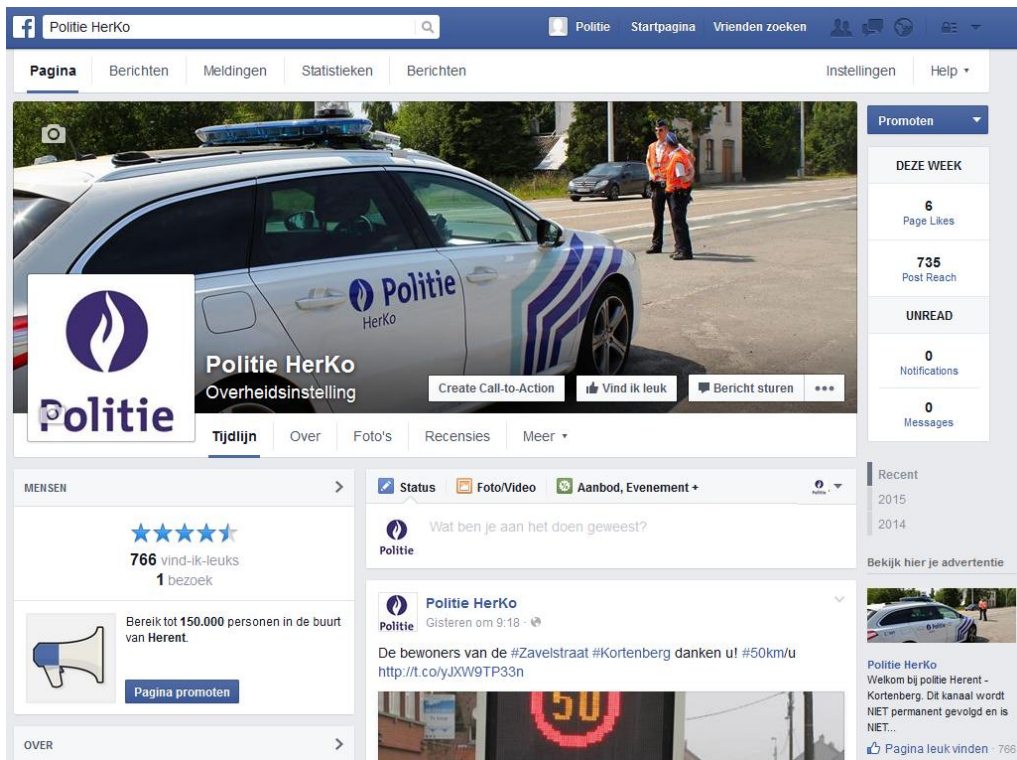 Politie HerKo
Politie Startpagina Vrienden zoeken
Pagina Berichten Meldingen Statistieken Berichten Instellingen Help
Promoten
DEZE WEEK
6
Page Likes
735
Post Reach
UNREAD
0
Notifications
0
Messages
Recent
2015
2014
Politie
HerKo
Politie
Politie HerKo
Overheidsinstelling
Create Call-to-Action Vind ik leuk Bericht sturen
Tijdlijn Over Foto's Recensies Meer
MENSEN
766 vind-ik-leuks
1 bezoek
Bereik tot 150.000 personen in de buurt
van Herent.
Pagina promoten
OVER
Status Foto/Video Aanbod, Evenement +
Wat ben je aan het doen geweest?
Politie
Politie HerKo
Politie
Gisteren om 9:18
De bewoners van de #Zavelstraat #Kortenberg danken u! #50km/u
http://t.co/yJXW9TP33n
50
Bekijk hier je advertentie
Politie HerKo
Welkom bij politie Herent -
Kortenberg. Dit kanaal wordt
NIET permanent gevolgd en is
NIET...
Pagina leuk vinden · 766